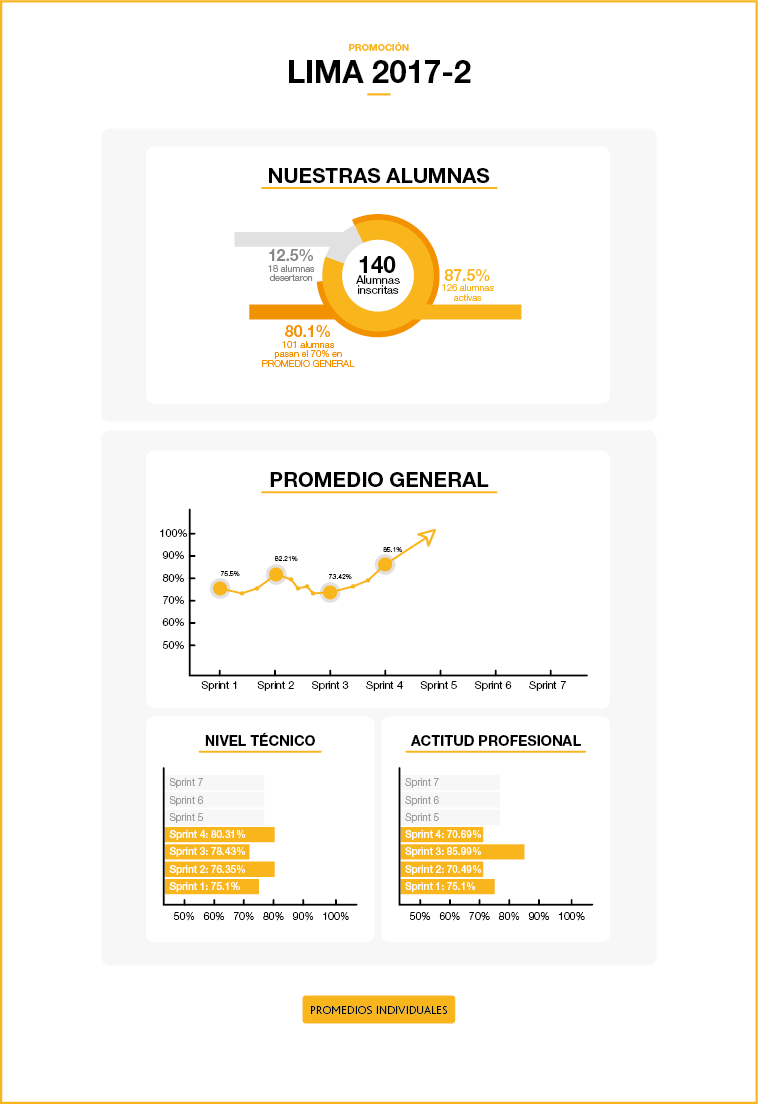 PROMOCIÓN
LIMA 2017-2
NUESTRAS ALUMNAS
12.5%
18 alumnas
desertaron
140
Alumnas
inscritas
87.5%
126 alumnas
activas
80.1%
101 alumnas
pasan el 70% en
PROMEDIO GENERAL
PROMEDIO GENERAL
100%
90%
80%
70%
60%
50%
75.5%
82.21%
73.42%
85.1%
Sprint 1 Sprint 2 Sprint 3 Sprint 4 Sprint 5 Sprint 6 Sprint 7
NIVEL TÉCNICO
Sprint 7
Sprint 6
Sprint 5
Sprint 4: 80.31%
Sprint 3: 78.43%
Sprint 2: 76.35%
Sprint 1: 75.1%
50% 60% 70% 80% 90% 100%
ACTITUD PROFESIONAL
Sprint 7
Sprint 6
Sprint 5
Sprint 4: 70.69%
Sprint 3: 85.99%
Sprint 2: 70.49%
Sprint 1: 75.1%
50% 60% 70% 80% 90% 100%
PROMEDIOS INDIVIDUALES